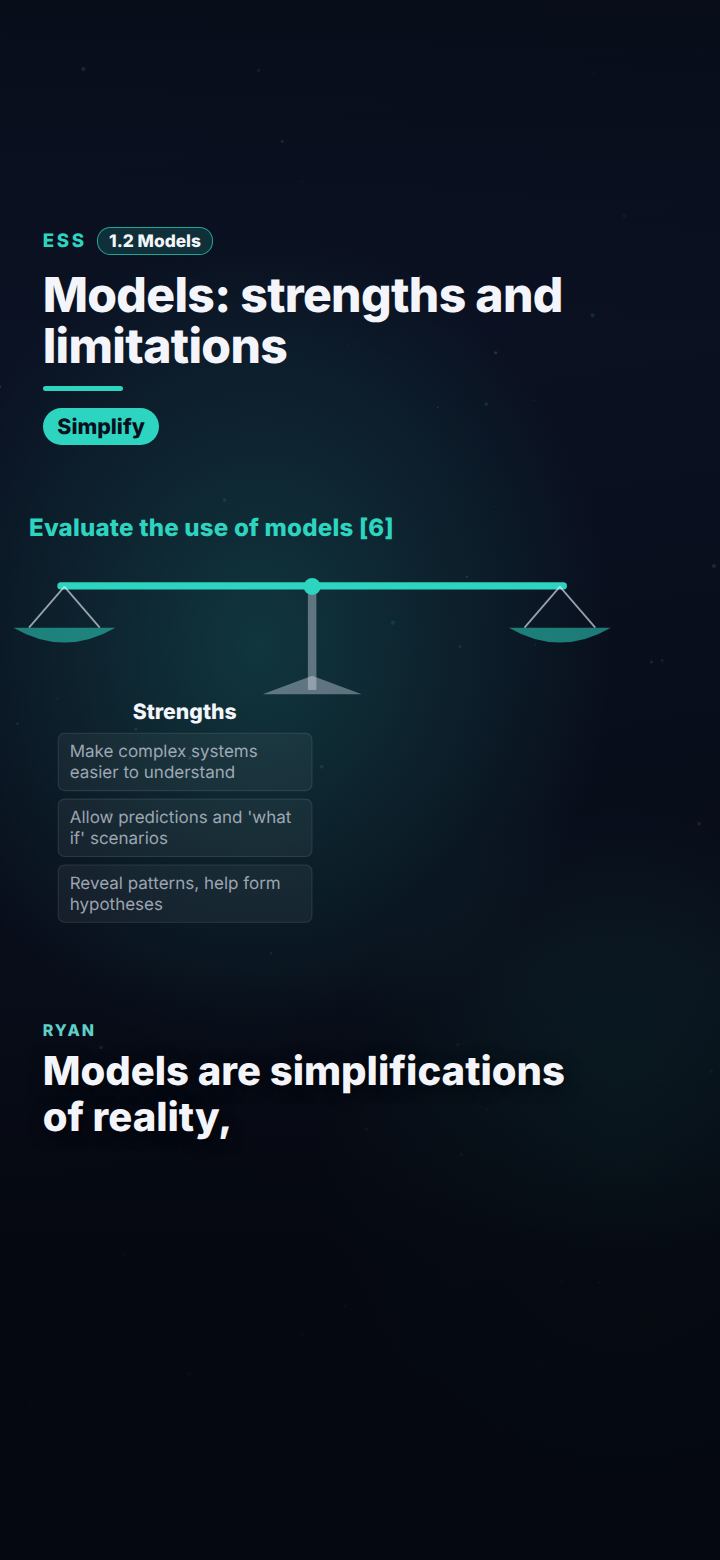 ESS 1.2 Models
Models: strengths and
limitations
Simplify
Evaluate the use of models [6]
Strengths
Make complex systems
easier to understand
Allow predictions and 'what
if' scenarios
Reveal patterns, help form
hypotheses
RYAN
Models are simplifications
of reality,